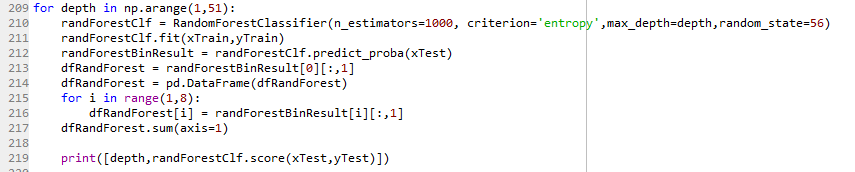 209 for depth in np.arange(1,51):
210     randForestClf = RandomForestClassifier(n_estimators=1000, criterion='entropy',max_depth=depth,random_state=56)
211     randForestClf.fit(xTrain,yTrain)
212     randForestBinResult = randForestClf.predict_proba(xTest)
213     dfRandForest = randForestBinResult[0][:,1]
214     dfRandForest = pd.DataFrame(dfRandForest)
215     for i in range(1,8):
216         dfRandForest[i] = randForestBinResult[i][:,1]
217     dfRandForest.sum(axis=1)
218
219     print([depth,randForestClf.score(xTest,yTest)])